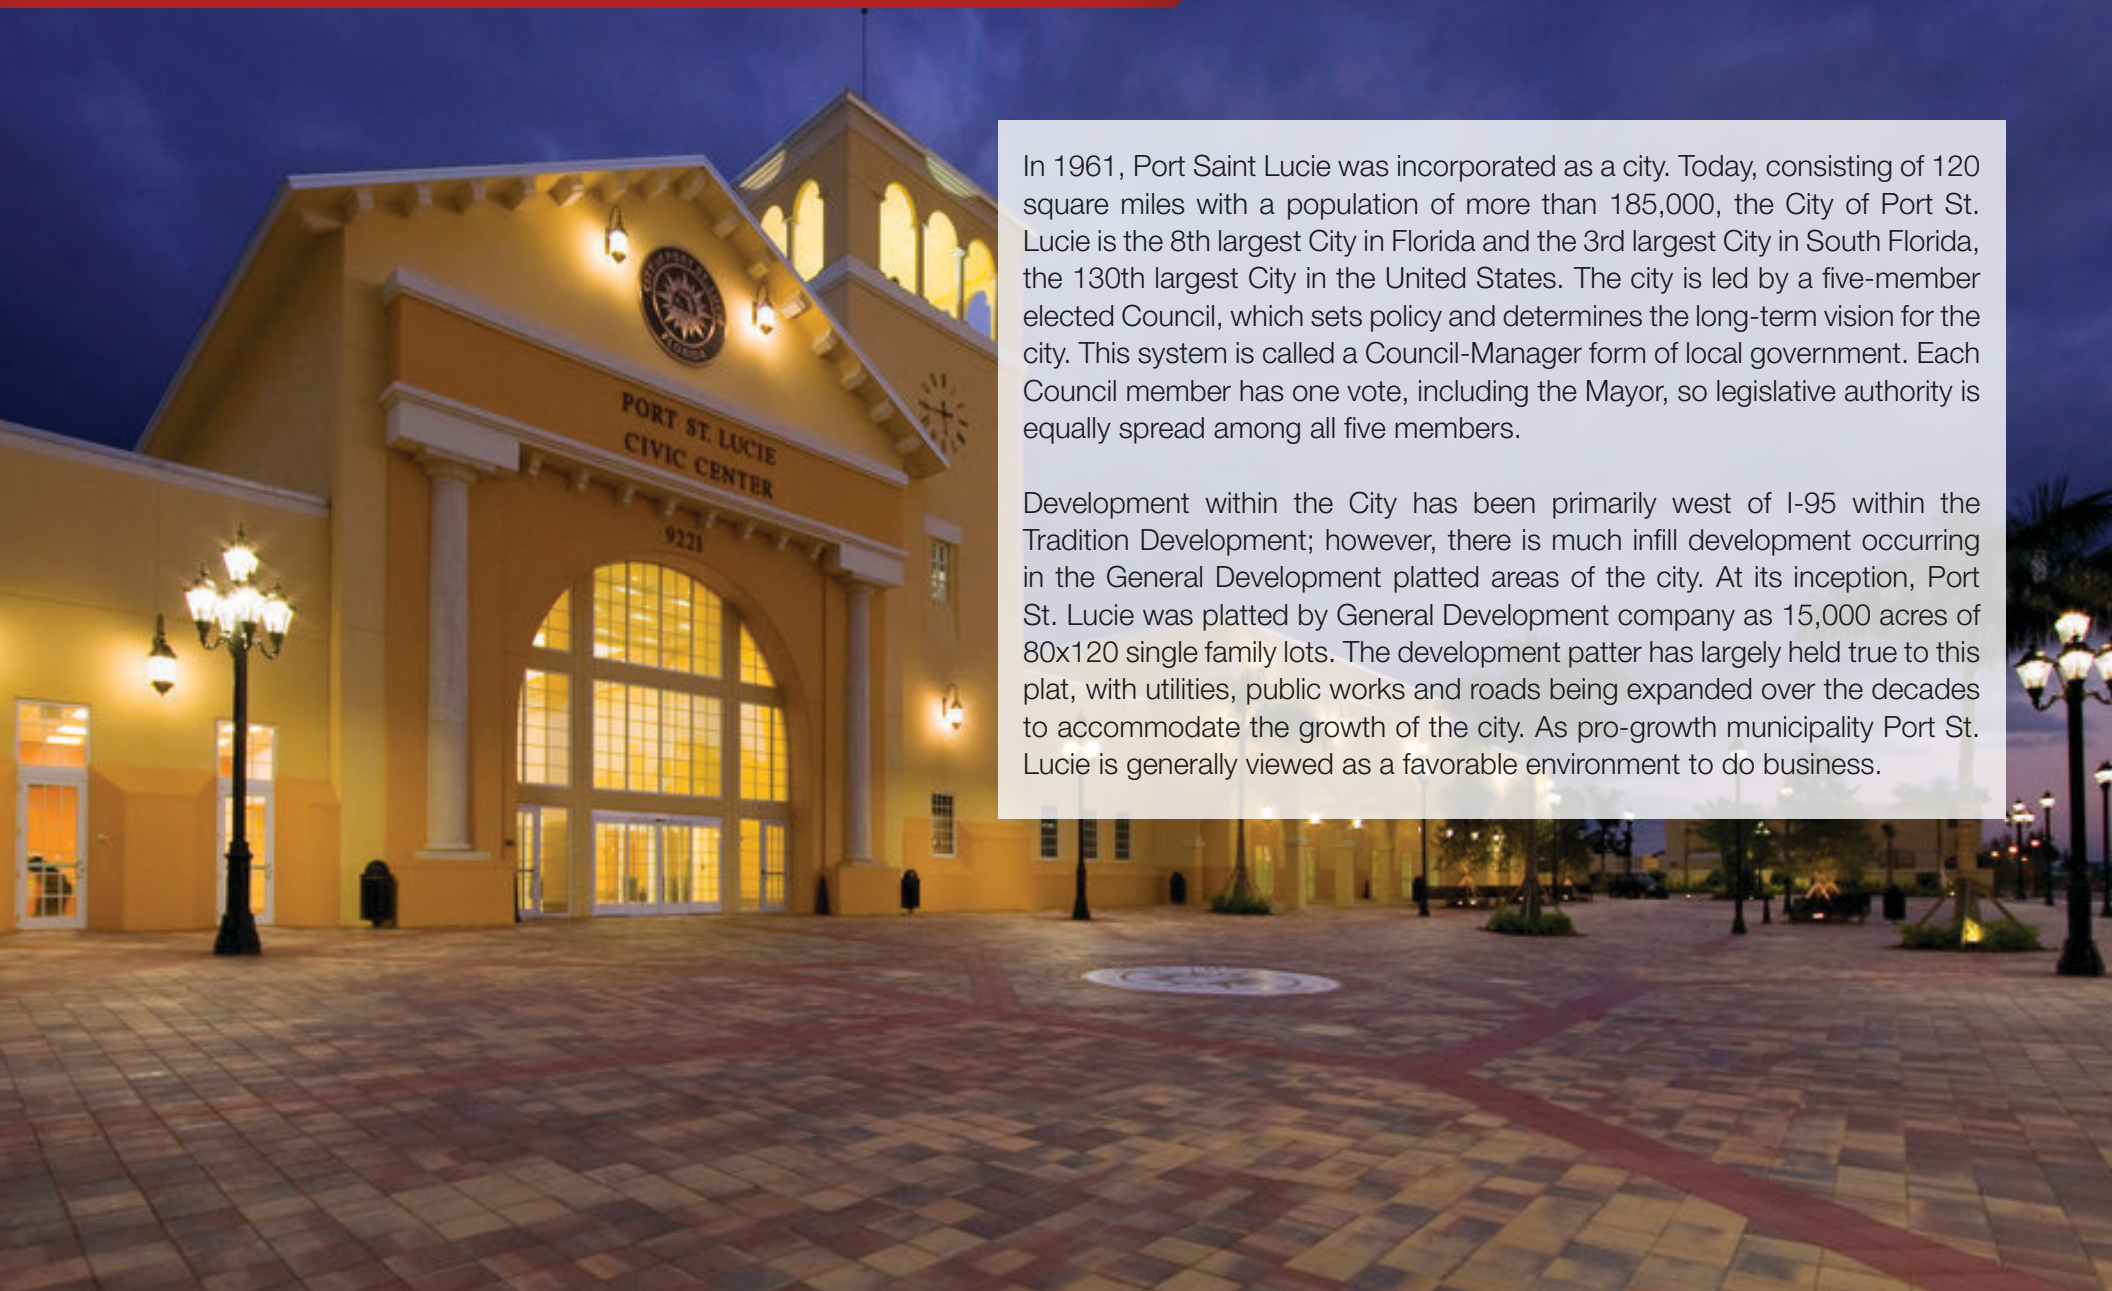 In 1961, Port Saint Lucie was incorporated as a city. Today, consisting of 120
square miles with a population of more than 185,000, the City of Port St.
Lucie is the 8th largest City in Florida and the 3rd largest City in South Florida,
the 130th largest City in the United States. The city is led by a five-member
elected Council, which sets policy and determines the long-term vision for the
city. This system is called a Council-Manager form of local government. Each
Council member has one vote, including the Mayor, so legislative authority is
equally spread among all five members.
Development within the City has been primarily west of I-95 within the
Tradition Development; however, there is much infill development occurring
in the General Development platted areas of the city. At its inception, Port
St. Lucie was platted by General Development company as 15,000 acres of
80x120 single family lots. The development patter has largely held true to this
plat, with utilities, public works and roads being expanded over the decades
to accommodate the growth of the city. As pro-growth municipality Port St.
Lucie is generally viewed as a favorable environment to do business.
CITY OF PORT ST. LUCIE
FLORIDA
PORT ST. LUCIE
CIVIC CENTER
9221